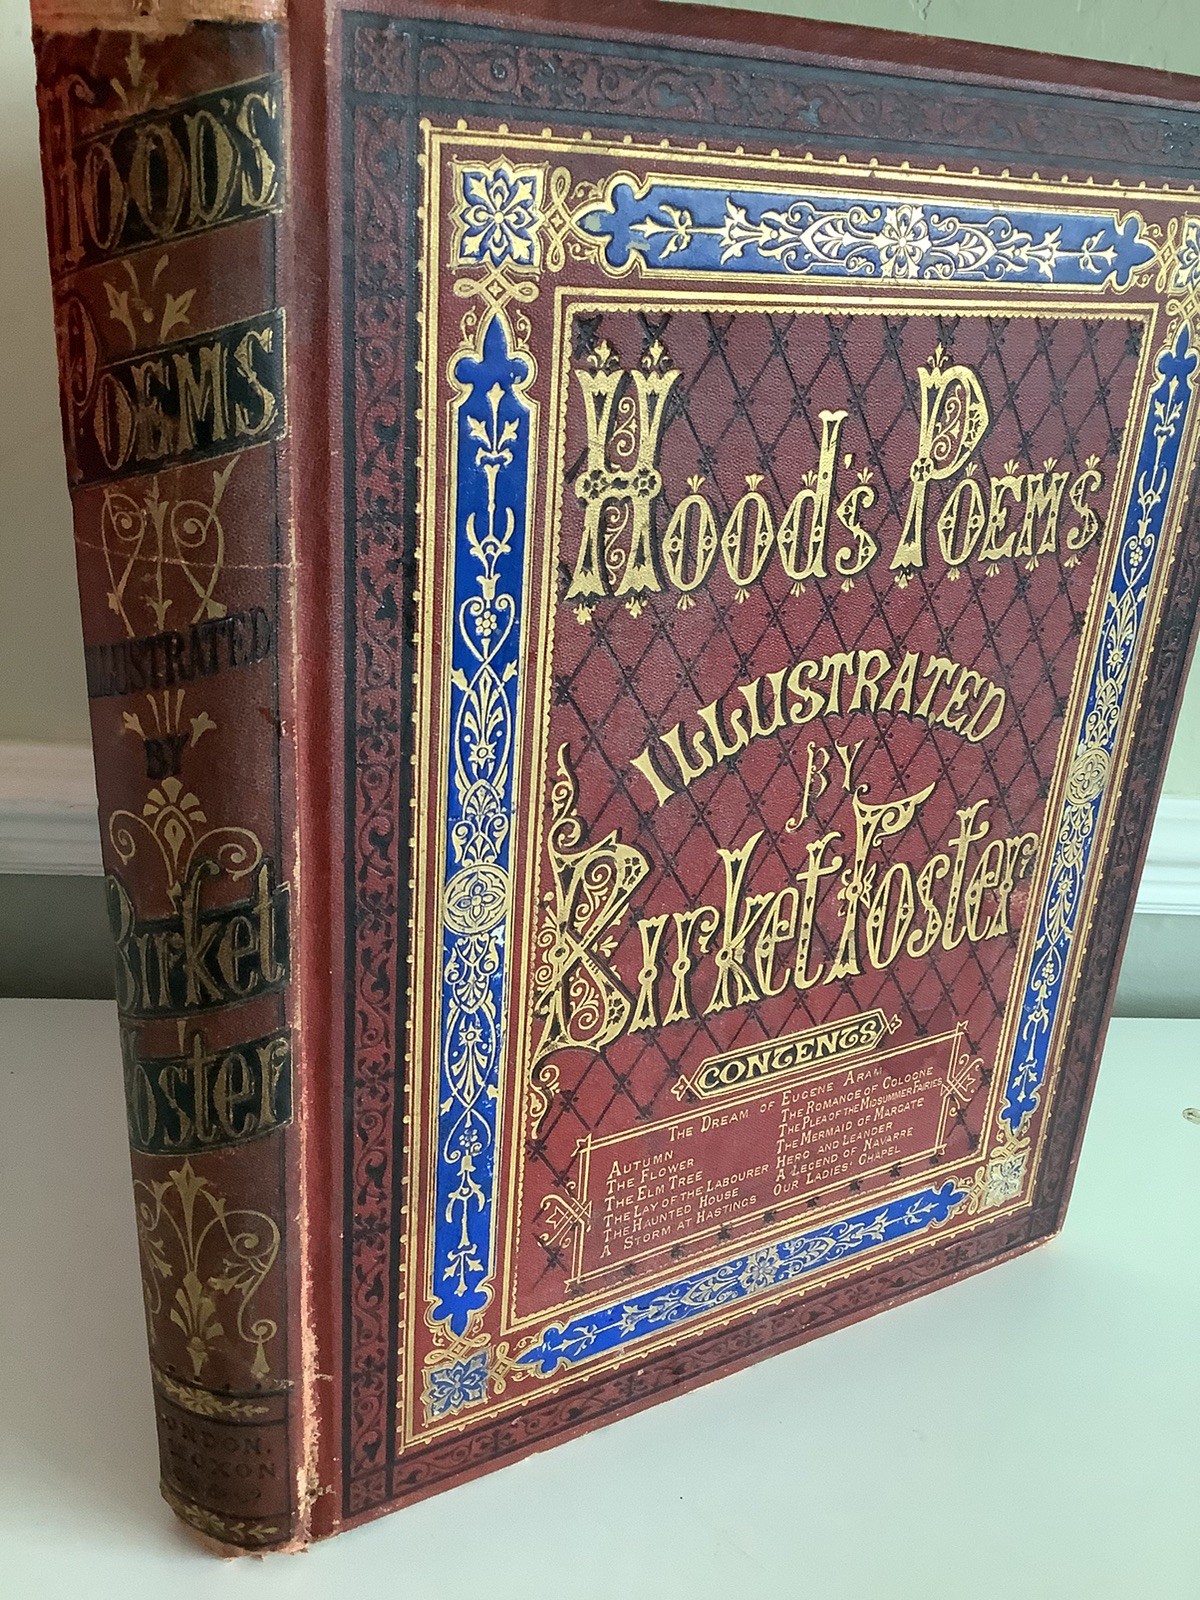 HOOD'S
POEMS
ILLUSTRATED
BY
Birket
Foster
LONDON.
MOXON
Hood's Poems
ILLUSTRATED
BY
Birket Foster
CONTENTS
THE DREAM OF EUGENE ARAM
AUTUMN
THE FLOWER
THE ELM TREE
THE LAY OF THE LABOURER
THE HAUNTED HOUSE
A STORM AT HASTINGS
THE ROMANCE OF COLOGNE
THE PLEA OF THE MIDSUMMER FAIRIES
THE MERMAID OF MARGATE
HERO AND LEANDER
A LEGEND OF NAVARRE
OUR LADIES' CHAPEL